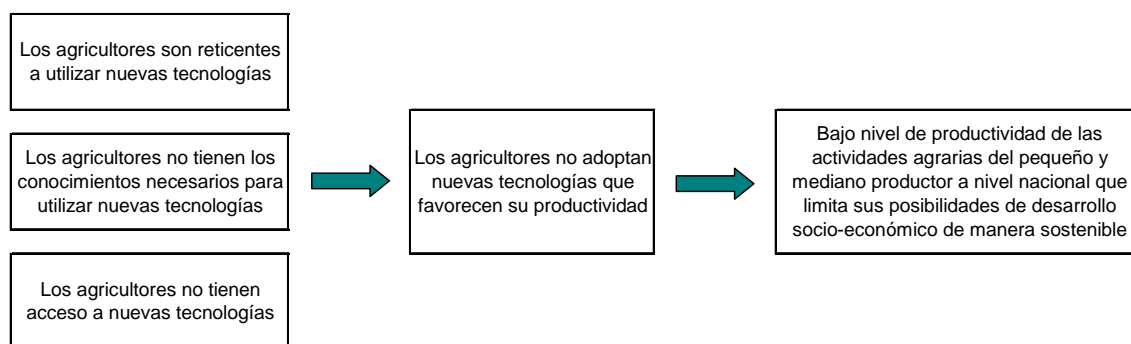 Los agricultores son reticentes
a utilizar nuevas tecnologías
Los agricultores no tienen los
conocimientos necesarios para
utilizar nuevas tecnologías
Los agricultores no tienen
acceso a nuevas tecnologías
Los agricultores no adoptan
nuevas tecnologías que
favorecen su productividad
Bajo nivel de productividad de las
actividades agrarias del pequeño y
mediano productor a nivel nacional que
limita sus posibilidades de desarrollo
socio-económico de manera sostenible